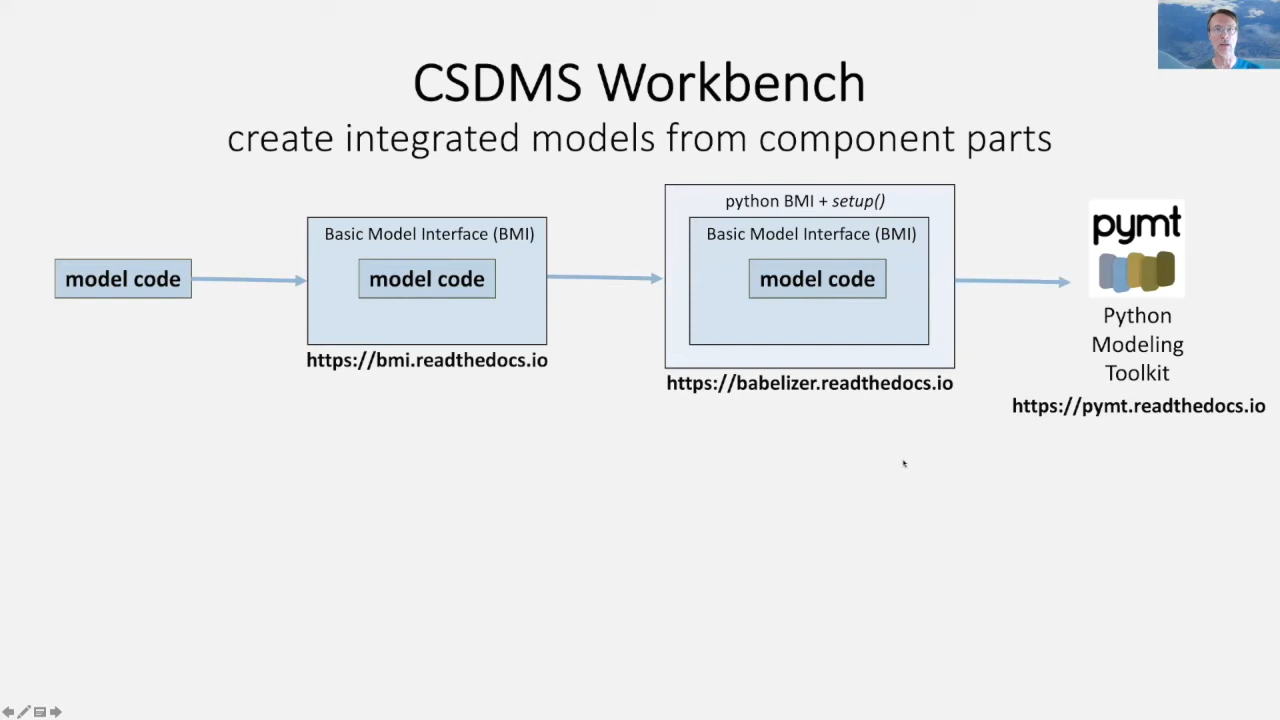 CSDMS Workbench
create integrated models from component parts
model code
Basic Model Interface (BMI)
model code
https://bmi.readthedocs.io
python BMI + setup()
Basic Model Interface (BMI)
model code
https://babelizer.readthedocs.io
pymt
Python
Modeling
Toolkit
https://pymt.readthedocs.io